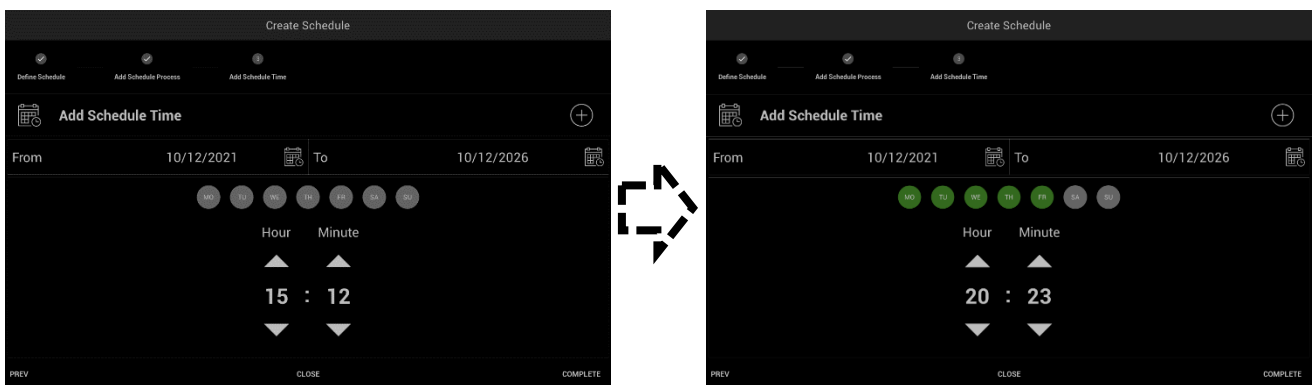 Create Schedule
Define Schedule Add Schedule Process 3 Add Schedule Time
Add Schedule Time
From 10/12/2021 To 10/12/2026
MO TU WE TH FR SA SU
Hour Minute
15 : 12
PREV CLOSE COMPLETE
Create Schedule
Define Schedule Add Schedule Process 3 Add Schedule Time
Add Schedule Time
From 10/12/2021 To 10/12/2026
MO TU WE TH FR SA SU
Hour Minute
20 : 23
PREV CLOSE COMPLETE